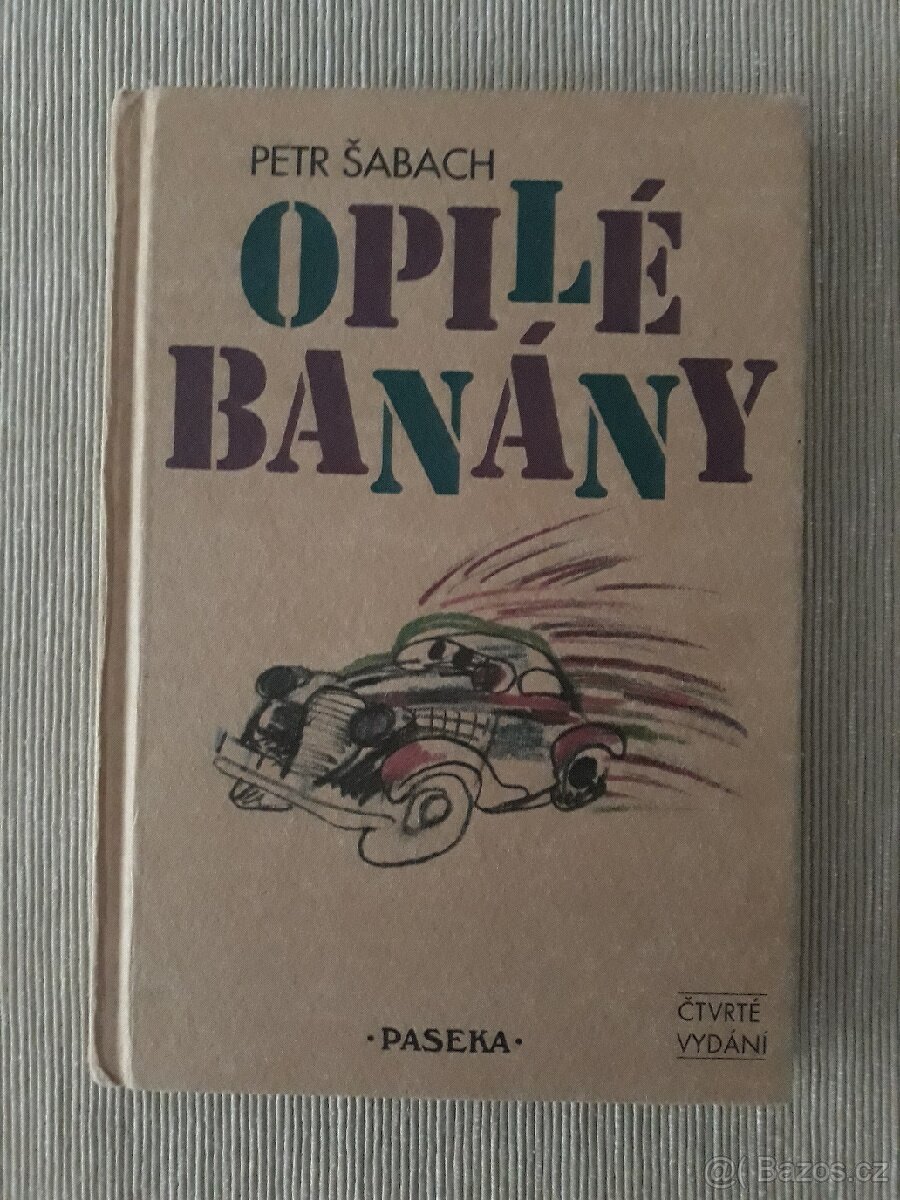 PETR ŠABACH
OPILÉ
BANÁNY
·PASEKA·
ČTVRTÉ
VYDÁNÍ
@( Bazos.cz